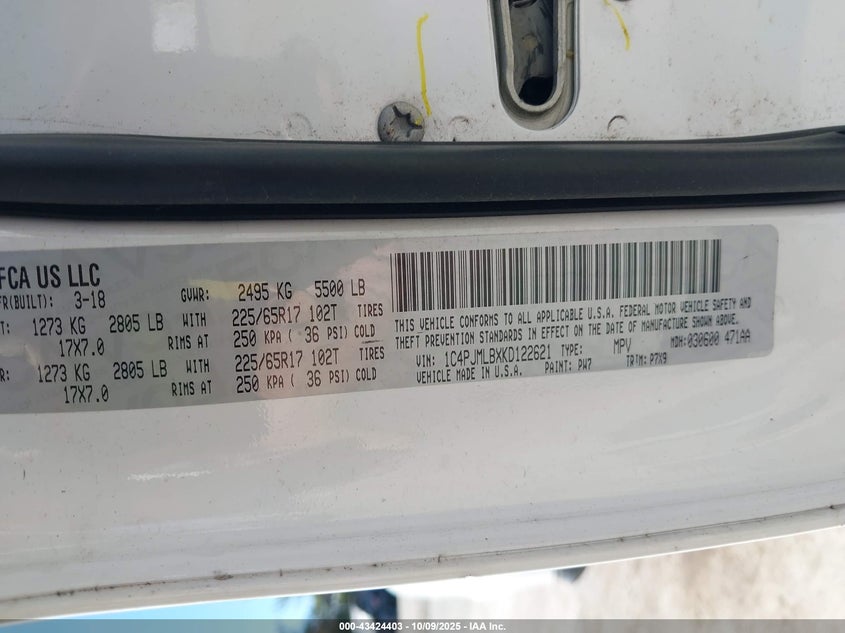 FCA US LLC
FR(BUILT): 3-18 GVWR: 2495 KG 5500 LB
T: 1273 KG 2805 LB WITH 225/65R17 102T TIRES
17X7.0 RIMS AT 250 KPA ( 36 PSI) COLD
R: 1273 KG 2805 LB WITH 225/65R17 102T TIRES
17X7.0 RIMS AT 250 KPA ( 36 PSI) COLD
THIS VEHICLE CONFORMS TO ALL APPLICABLE U.S.A. FEDERAL MOTOR VEHICLE SAFETY AND
THEFT PREVENTION STANDARDS IN EFFECT ON THE DATE OF MANUFACTURE SHOWN ABOVE.
VIN: 1C4PJMLBXKD122621 TYPE: MPV MDH:030600 471AA
VEHICLE MADE IN U.S.A. PAINT: PW7 TRIM: P7X9
000-43424403 - 10/09/2025 - IAA Inc.